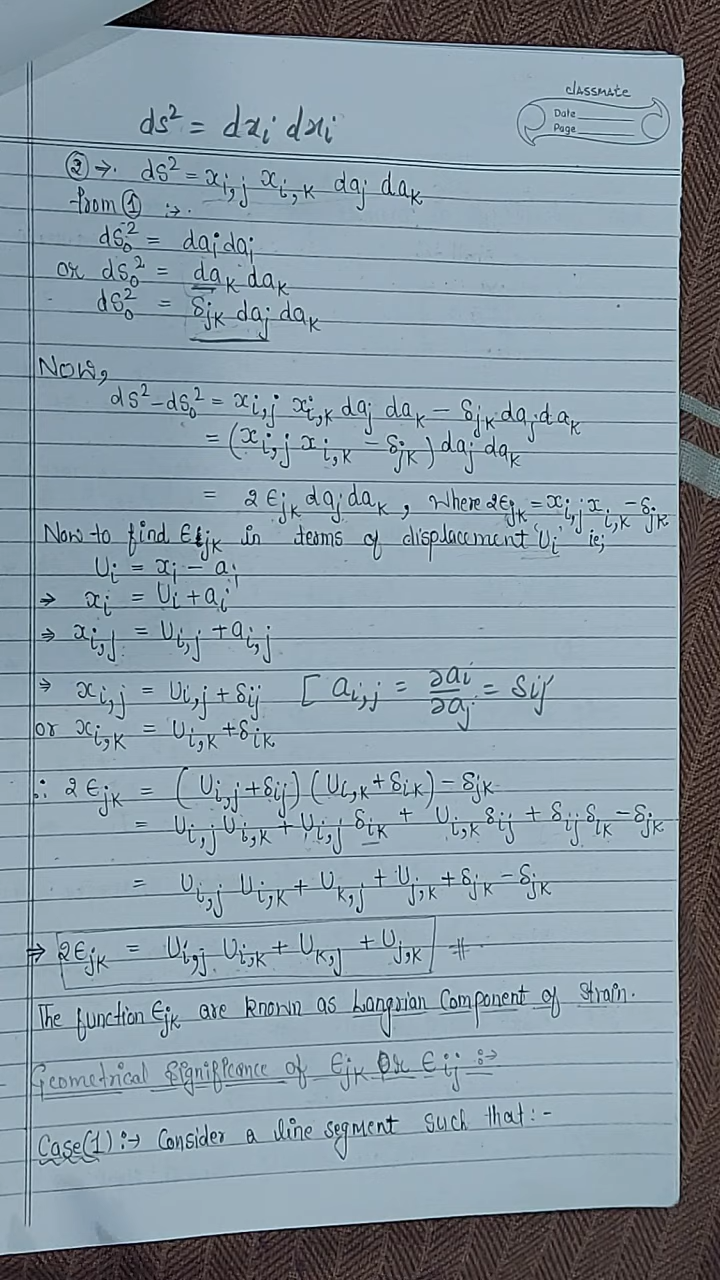 classmate
Date
Page
ds² = dxᵢ dxᵢ
② → ds² = xᵢ,ⱼ xᵢ,ₖ daⱼ daₖ
from ① :→
ds₀² = daⱼdaⱼ
or ds₀² = daₖ daₖ
ds₀² = δⱼₖ daⱼ daₖ
Now,
ds²−ds₀² = xᵢ,ⱼ xᵢ,ₖ daⱼ daₖ − δⱼₖ daⱼ daₖ
= (xᵢ,ⱼ xᵢ,ₖ − δⱼₖ) daⱼ daₖ
= 2 ϵⱼₖ daⱼ daₖ , Where 2ϵⱼₖ = xᵢ,ⱼ xᵢ,ₖ − δⱼₖ
Now to find ϵⱼₖ in terms of displacement 'Uᵢ' ie;
Uᵢ = xᵢ − aᵢ
⇒ xᵢ = Uᵢ + aᵢ
⇒ xᵢ,ⱼ = Uᵢ,ⱼ + aᵢ,ⱼ
⇒ xᵢ,ⱼ = Uᵢ,ⱼ + δᵢⱼ [ aᵢ,ⱼ = ∂aᵢ/∂aⱼ = δᵢⱼ
or xᵢ,ₖ = Uᵢ,ₖ + δᵢₖ
∴ 2 ϵⱼₖ = (Uᵢ,ⱼ + δᵢⱼ) (Uᵢ,ₖ + δᵢₖ) − δⱼₖ
= Uᵢ,ⱼ Uᵢ,ₖ + Uᵢ,ⱼ δᵢₖ + Uᵢ,ₖ δᵢⱼ + δᵢⱼ δᵢₖ − δⱼₖ
= Uᵢ,ⱼ Uᵢ,ₖ + Uₖ,ⱼ + Uⱼ,ₖ + δⱼₖ − δⱼₖ
⇒ 2ϵⱼₖ = Uᵢ,ⱼ Uᵢ,ₖ + Uₖ,ⱼ + Uⱼ,ₖ #
The function ϵⱼₖ are known as Langrian Component of Strain.
Geometrical Significance of ϵⱼₖ or ϵᵢⱼ :→
Case(1) :→ Consider a line segment such that :-